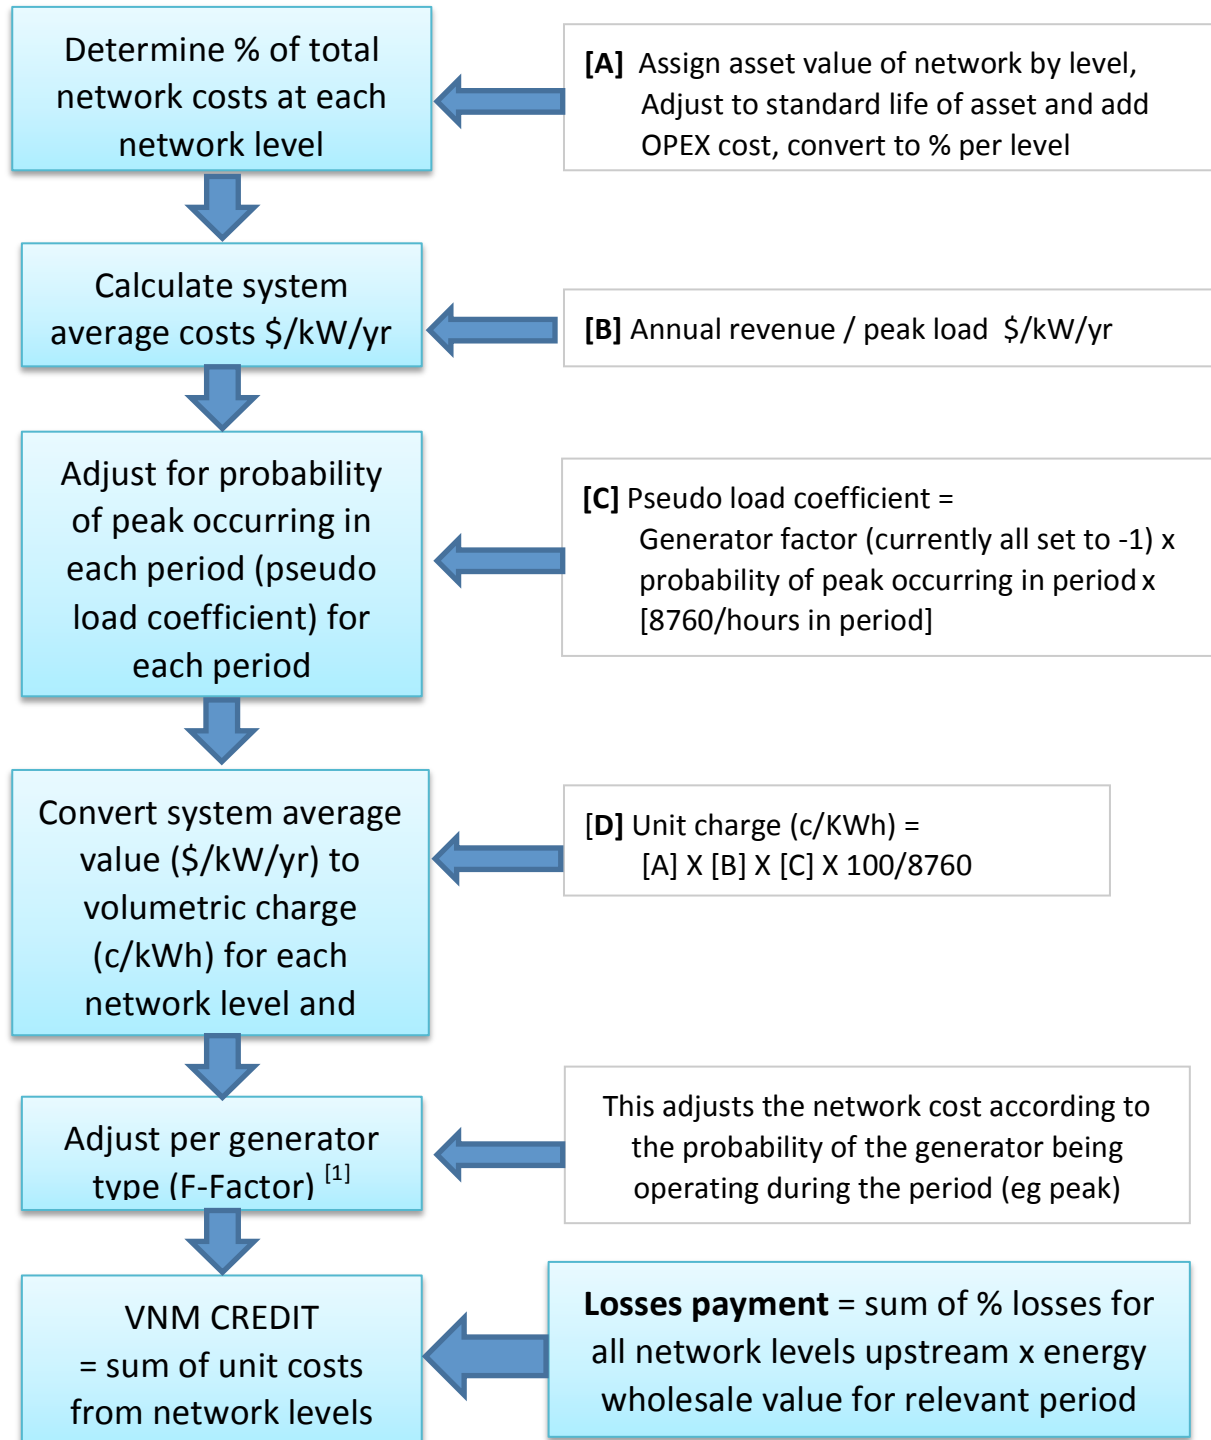 Determine % of total
network costs at each
network level
[A] Assign asset value of network by level,
Adjust to standard life of asset and add
OPEX cost, convert to % per level
Calculate system
average costs $/kW/yr
[B] Annual revenue / peak load $/kW/yr
Adjust for probability
of peak occurring in
each period (pseudo
load coefficient) for
each period
[C] Pseudo load coefficient =
Generator factor (currently all set to -1) x
probability of peak occurring in period x
[8760/hours in period]
Convert system average
value ($/kW/yr) to
volumetric charge
(c/kWh) for each
network level and
[D] Unit charge (c/KWh) =
[A] X [B] X [C] X 100/8760
Adjust per generator
type (F-Factor) [1]
This adjusts the network cost according to
the probability of the generator being
operating during the period (eg peak)
VNM CREDIT
= sum of unit costs
from network levels
Losses payment = sum of % losses for
all network levels upstream x energy
wholesale value for relevant period